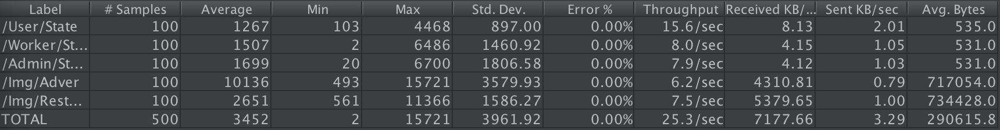 Label # Samples Average Min Max Std. Dev. Error % Throughput Received KB/... Sent KB/sec Avg. Bytes
/User/State 100 1267 103 4468 897.00 0.00% 15.6/sec 8.13 2.01 535.0
/Worker/St... 100 1507 2 6486 1460.92 0.00% 8.0/sec 4.15 1.05 531.0
/Admin/St... 100 1699 20 6700 1806.58 0.00% 7.9/sec 4.12 1.03 531.0
/Img/Adver 100 10136 493 15721 3579.93 0.00% 6.2/sec 4310.81 0.79 717054.0
/Img/Rest... 100 2651 561 11366 1586.27 0.00% 7.5/sec 5379.65 1.00 734428.0
TOTAL 500 3452 2 15721 3961.92 0.00% 25.3/sec 7177.66 3.29 290615.8